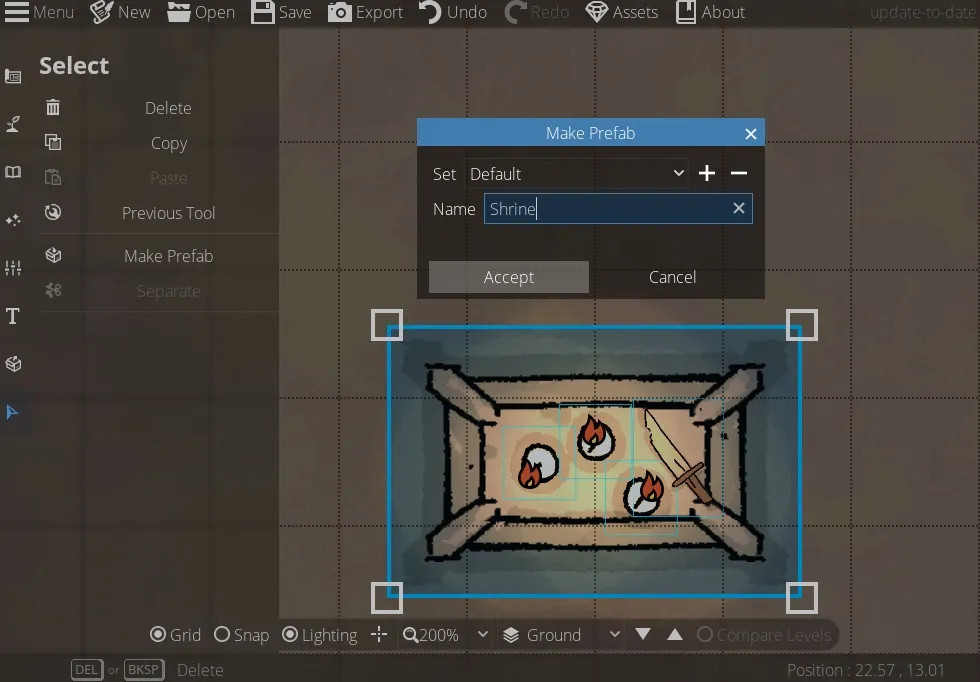 Menu New Open Save Export Undo Redo Assets About update-to-date
Select
Delete
Copy
Paste
Previous Tool
Make Prefab
Separate
T
Make Prefab
Set Default
Name Shrine
Accept Cancel
Grid Snap Lighting 200% Ground Compare Levels
DEL or BKSP Delete Position : 22.57 , 13.01